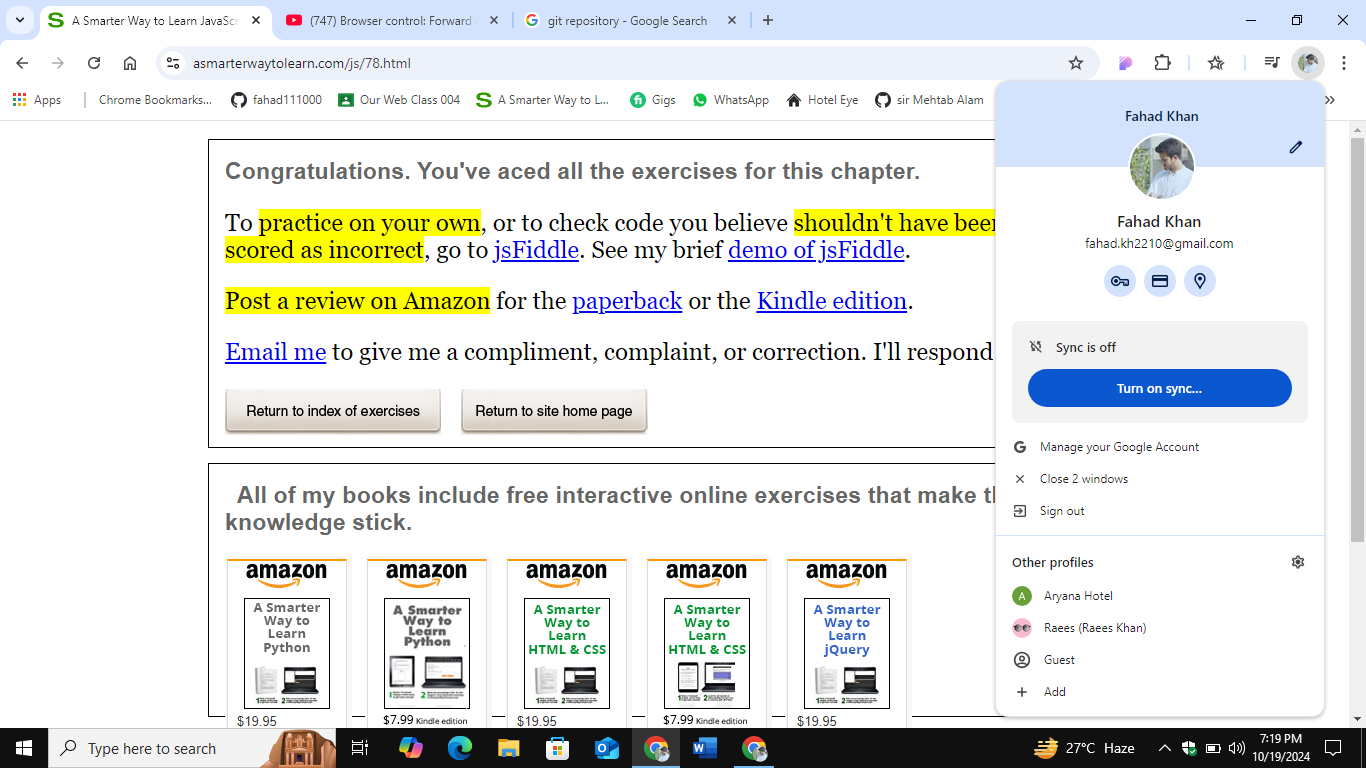 A Smarter Way to Learn JavaScr
(747) Browser control: Forward
git repository - Google Search
asmarterwaytolearn.com/js/78.html
Apps
Chrome Bookmarks...
fahad111000
Our Web Class 004
A Smarter Way to L...
Gigs
WhatsApp
Hotel Eye
sir Mehtab Alam
Congratulations. You've aced all the exercises for this chapter.
To practice on your own, or to check code you believe shouldn't have been
scored as incorrect, go to jsFiddle. See my brief demo of jsFiddle.
Post a review on Amazon for the paperback or the Kindle edition.
Email me to give me a compliment, complaint, or correction. I'll respond
Return to index of exercises
Return to site home page
All of my books include free interactive online exercises that make th
knowledge stick.
amazon
A Smarter
Way to
Learn
Python
$19.95
amazon
A Smarter
Way to
Learn
Python
$7.99 Kindle edition
amazon
A Smarter
Way to
Learn
HTML & CSS
$19.95
amazon
A Smarter
Way to
Learn
HTML & CSS
$7.99 Kindle edition
amazon
A Smarter
Way to
Learn
jQuery
$19.95
Fahad Khan
Fahad Khan
fahad.kh2210@gmail.com
Sync is off
Turn on sync...
Manage your Google Account
Close 2 windows
Sign out
Other profiles
A
Aryana Hotel
Raees (Raees Khan)
Guest
Add
Type here to search
27°C Haze
7:19 PM
10/19/2024